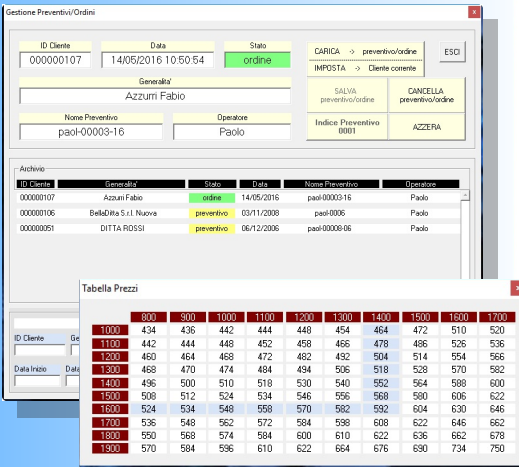 Gestione Preventivi/Ordini
ID Cliente Data Stato
000000107 14/05/2016 10:50:54 ordine
Generalita'
Azzurri Fabio
Nome Preventivo Operatore
paol-00003-16 Paolo
CARICA -> preventivo/ordine
IMPOSTA -> Cliente corrente
ESCI
SALVA
preventivo/ordine
CANCELLA
preventivo/ordine
Indice Preventivo
0001
AZZERA
Archivio
ID Cliente Generalita' Stato Data Nome Preventivo Operatore
000000107 Azzurri Fabio ordine 14/05/2016 paol-00003-16 Paolo
000000106 BellaDitta S.r.l. Nuova preventivo 03/11/2008 paol-0006 Paolo
000000051 DITTA ROSSI preventivo 06/12/2006 paol-00008-06 Paolo
ID Cliente Ge
Data Inizio Data
Tabella Prezzi
800 900 1000 1100 1200 1300 1400 1500 1600 1700
1000 434 436 442 444 448 454 464 472 510 520
1100 442 444 448 452 458 466 478 486 526 536
1200 460 464 468 472 482 492 504 514 554 566
1300 468 470 474 484 494 506 518 528 570 582
1400 496 500 510 518 530 540 552 564 588 600
1500 508 512 524 534 546 556 568 580 606 622
1600 524 534 548 558 570 582 592 604 630 646
1700 536 548 562 572 584 598 608 622 646 662
1800 550 568 574 584 600 610 622 636 662 678
1900 570 584 596 610 622 664 676 690 734 750